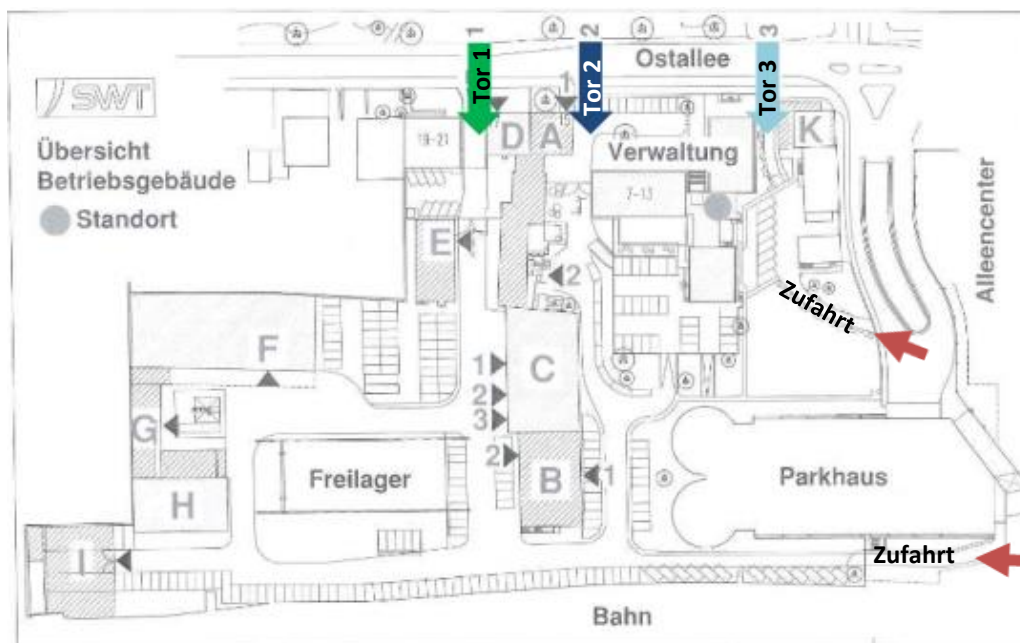 1
2
3
Ostallee
Tor 1
Tor 2
Tor 3
SWT
Übersicht
Betriebsgebäude
Standort
19-21
D
1
A
Verwaltung
K
7-13
E
2
Alleencenter
Zufahrt
F
1
C
2
3
G
2
B
1
Freilager
Parkhaus
H
I
Zufahrt
Bahn